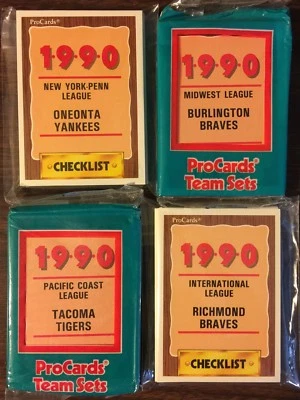 ProCards®
1990
NEW YORK-PENN
LEAGUE
ONEONTA
YANKEES
CHECKLIST
1990
MIDWEST LEAGUE
BURLINGTON
BRAVES
ProCards®
Team Sets
1990
PACIFIC COAST
LEAGUE
TACOMA
TIGERS
ProCards®
Team Sets
ProCards®
1990
INTERNATIONAL
LEAGUE
RICHMOND
BRAVES
CHECKLIST